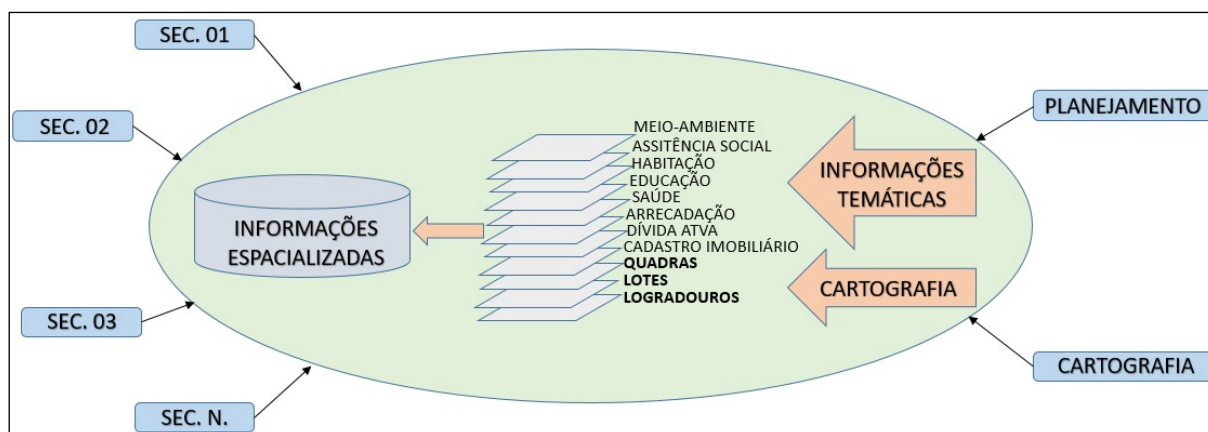 SEC. 01
SEC. 02
SEC. 03
SEC. N.
INFORMAÇÕES
ESPACIALIZADAS
MEIO-AMBIENTE
ASSITÊNCIA SOCIAL
HABITAÇÃO
EDUCAÇÃO
SAÚDE
ARRECADAÇÃO
DÍVIDA ATVA
CADASTRO IMOBILIÁRIO
QUADRAS
LOTES
LOGRADOUROS
INFORMAÇÕES
TEMÁTICAS
CARTOGRAFIA
PLANEJAMENTO
CARTOGRAFIA